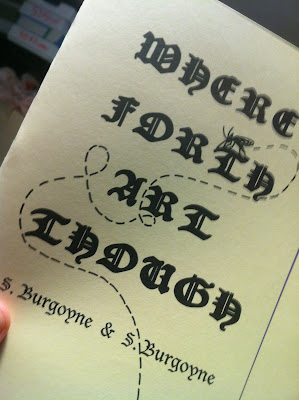 WHERE
FORTH
ART
THOUGH
S. Burgoyne & S. Burgoyne